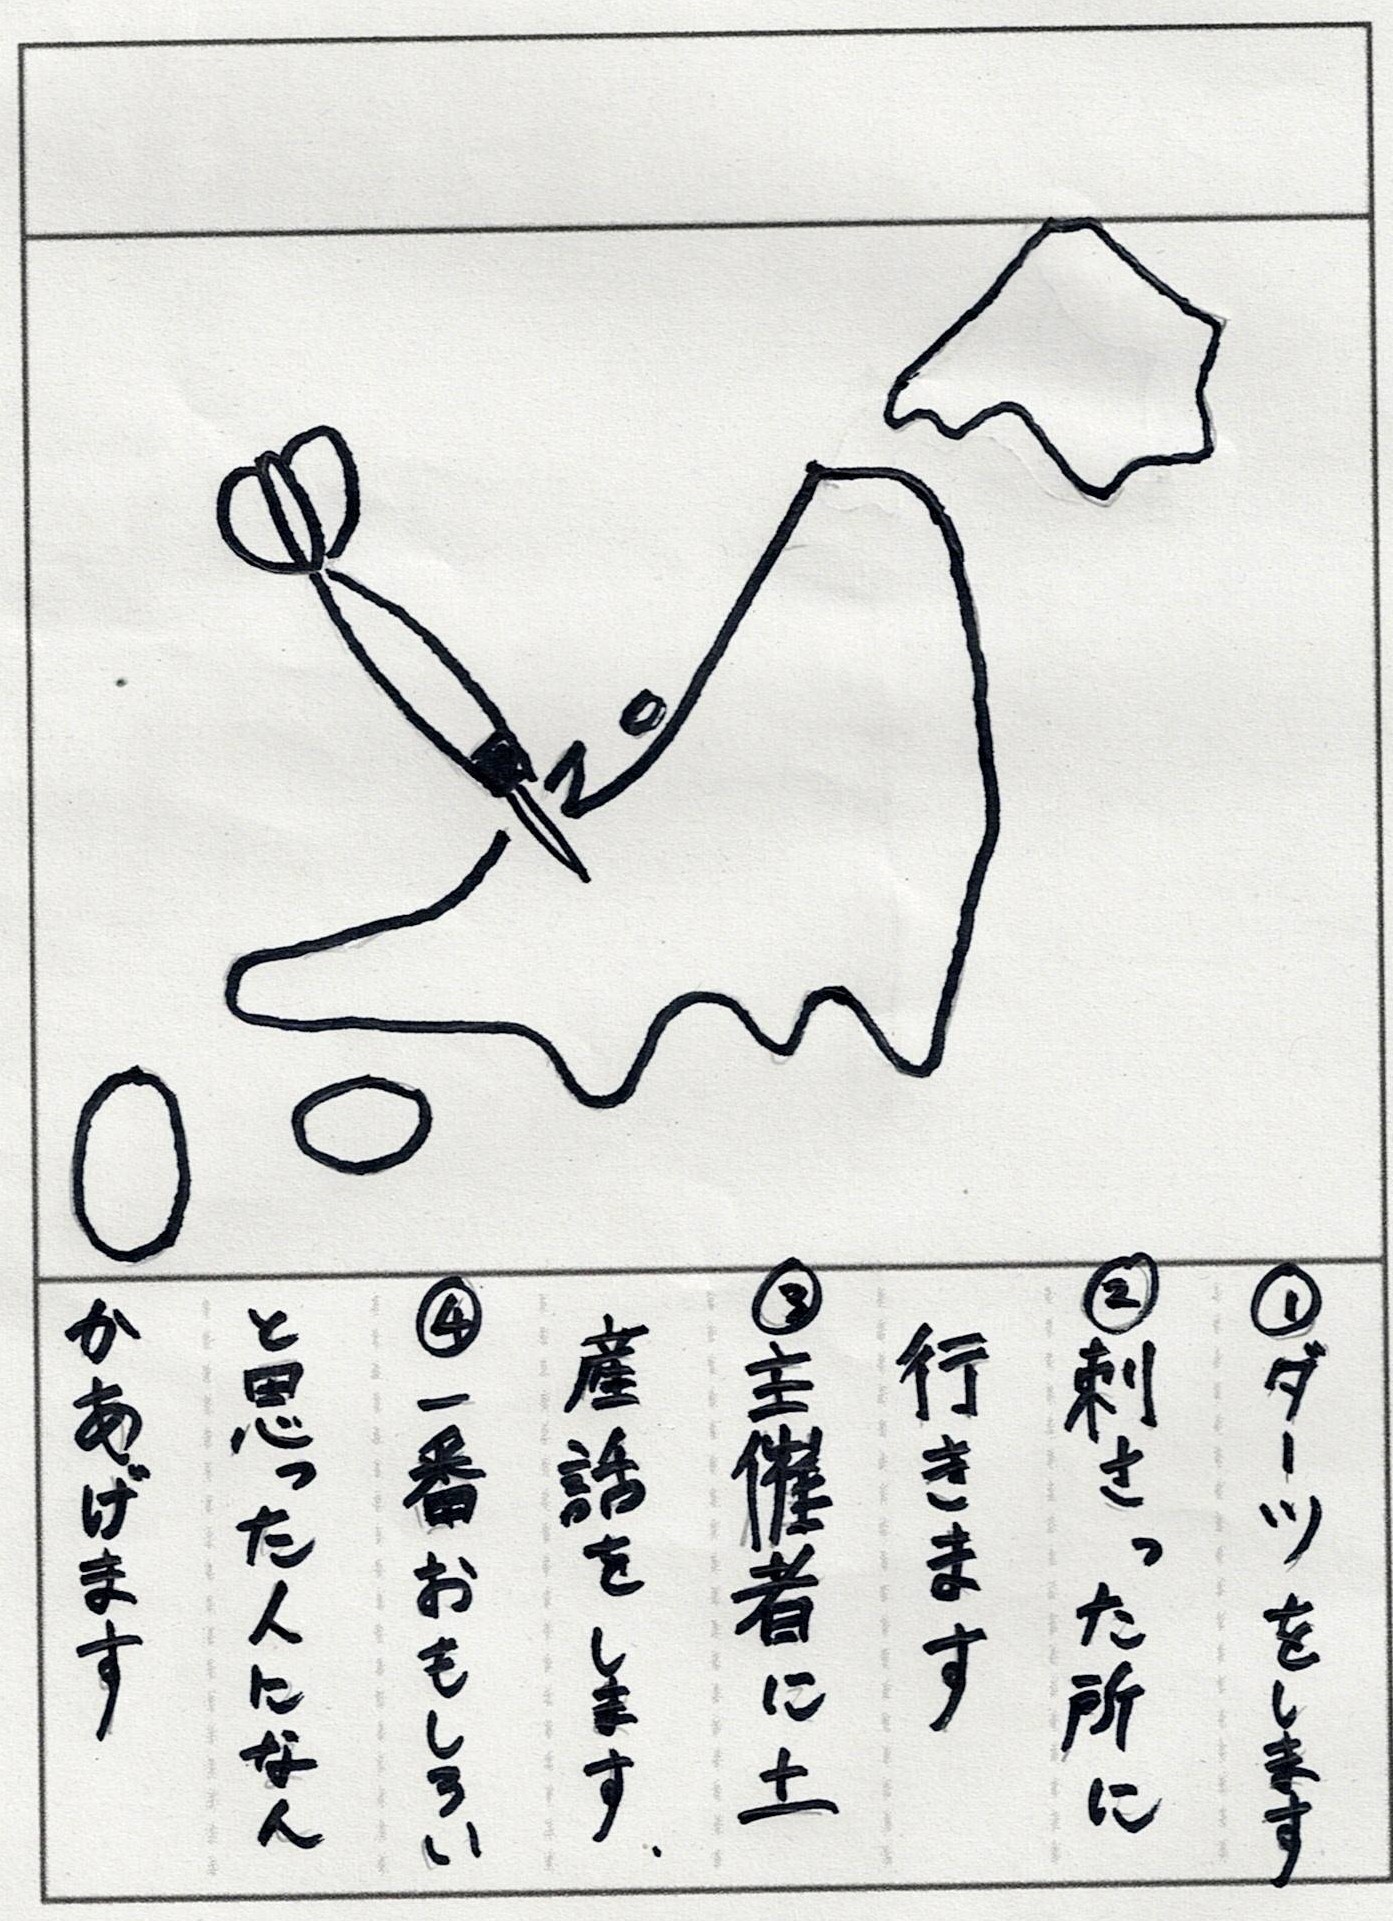 ①ダーツをします
②刺さった所に
行きます
③主催者に土
産話をします
④一番おもしろい
と思った人になん
かあげます